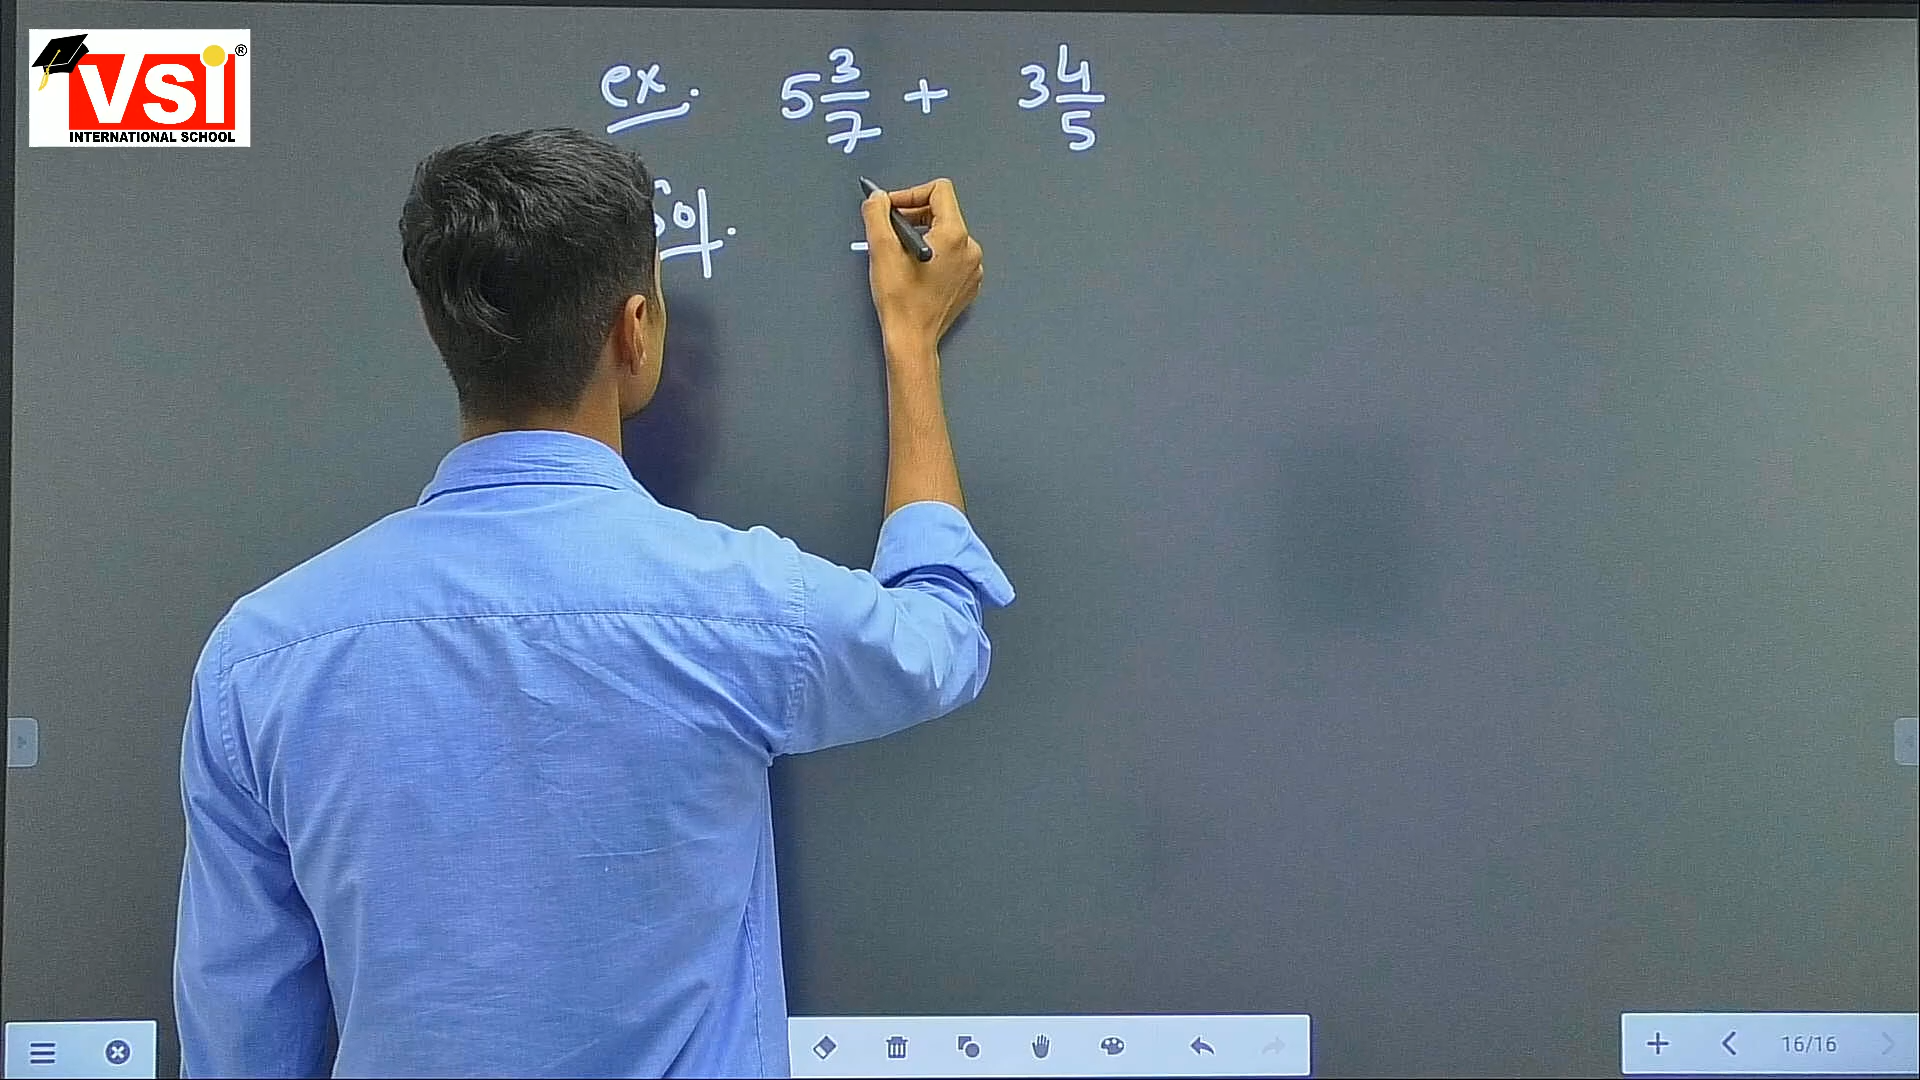 VSI®
INTERNATIONAL SCHOOL
ex. 5 3/7 + 3 4/5
Sol.
16/16